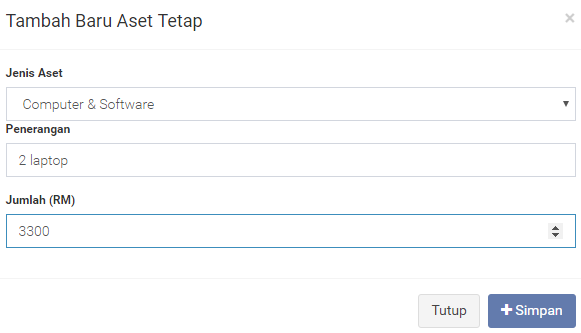 Tambah Baru Aset Tetap ×
Jenis Aset
Computer & Software
Penerangan
2 laptop
Jumlah (RM)
3300
Tutup + Simpan